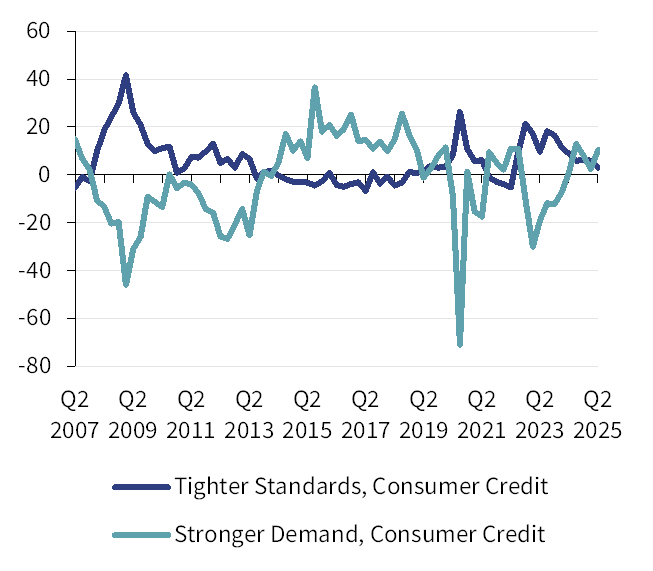 60
40
20
0
-20
-40
-60
-80
Q2 Q2 Q2 Q2 Q2 Q2 Q2 Q2 Q2 Q2
2007 2009 2011 2013 2015 2017 2019 2021 2023 2025
Tighter Standards, Consumer Credit
Stronger Demand, Consumer Credit